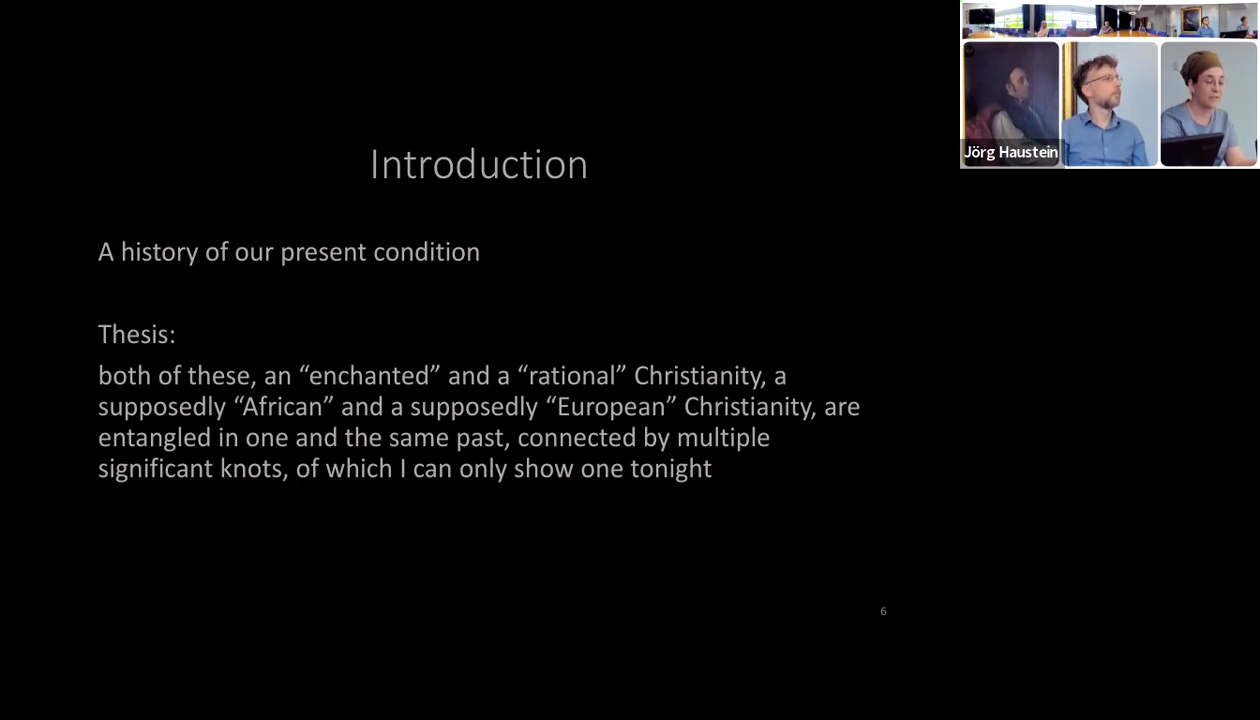 Introduction
A history of our present condition
Thesis:
both of these, an “enchanted” and a “rational” Christianity, a
supposedly “African” and a supposedly “European” Christianity, are
entangled in one and the same past, connected by multiple
significant knots, of which I can only show one tonight
6
Jörg Haustein